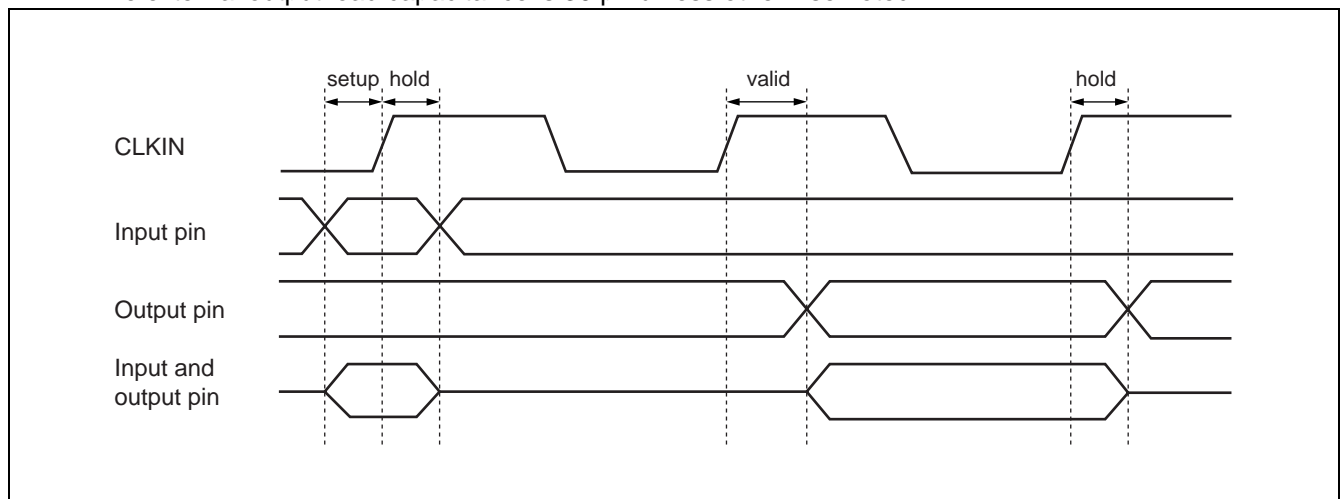 setup hold valid hold
CLKIN
Input pin
Output pin
Input and
output pin